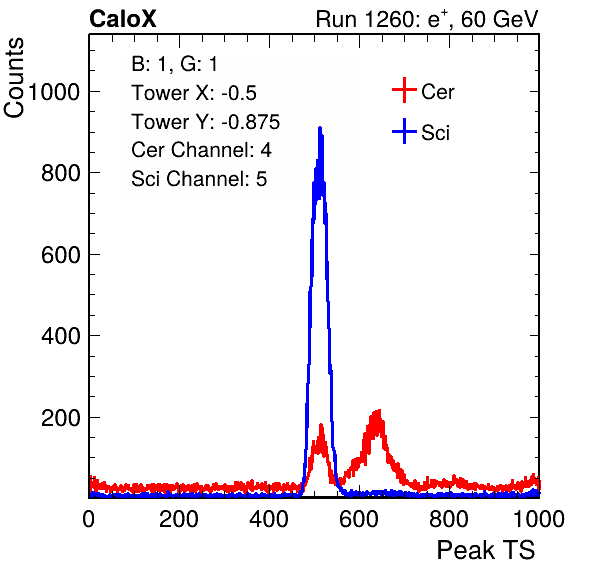 CaloX Run 1260: e⁺, 60 GeV
Counts
B: 1, G: 1
Tower X: -0.5
Tower Y: -0.875
Cer Channel: 4
Sci Channel: 5
Cer
Sci
1000
800
600
400
200
0 200 400 600 800 1000
Peak TS